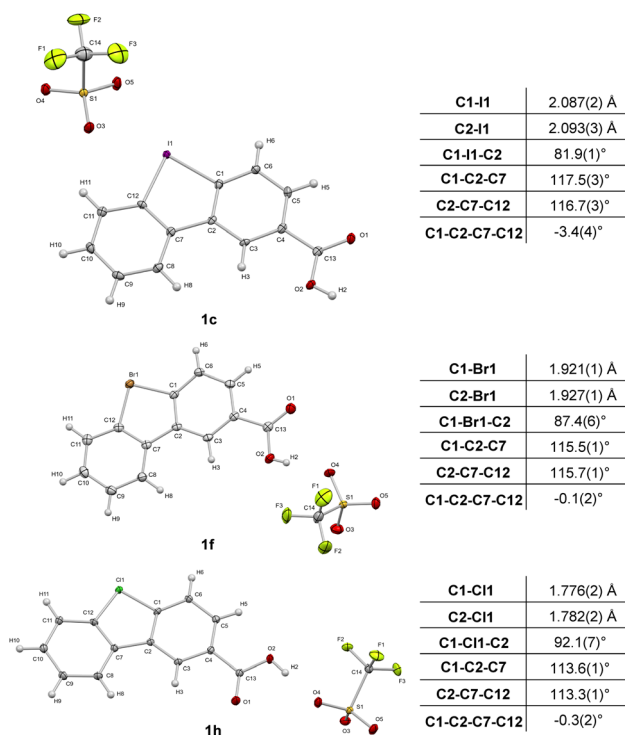 F2
F1
C14
F3
O4
O5
S1
O3
I1
H6
C1
C6
H11
H5
C12
C5
C11
C2
C4
O1
C7
C3
H10
C10
C13
C8
C9
H3
O2
H2
H8
H9
1c
C1-I1 2.087(2) Å
C2-I1 2.093(3) Å
C1-I1-C2 81.9(1)°
C1-C2-C7 117.5(3)°
C2-C7-C12 116.7(3)°
C1-C2-C7-C12 -3.4(4)°
H6
Br1
C6
H5
C1
C5
O1
H11
C12
C4
C11
C2
C3
C13
C7
H10
C10
C8
O2
H2
H3
C9
H8
H9
O4
F1
S1
O5
F3
C14
O3
F2
1f
C1-Br1 1.921(1) Å
C2-Br1 1.927(1) Å
C1-Br1-C2 87.4(6)°
C1-C2-C7 115.5(1)°
C2-C7-C12 115.7(1)°
C1-C2-C7-C12 -0.1(2)°
H6
Cl1
H11
C1
C6
H5
C11
C12
C5
H10
C10
C7
C2
C4
O2
C3
H2
C9
C8
C13
H3
H9
H8
O1
F2
F1
C14
F3
O4
S1
O3
O5
1h
C1-Cl1 1.776(2) Å
C2-Cl1 1.782(2) Å
C1-Cl1-C2 92.1(7)°
C1-C2-C7 113.6(1)°
C2-C7-C12 113.3(1)°
C1-C2-C7-C12 -0.3(2)°